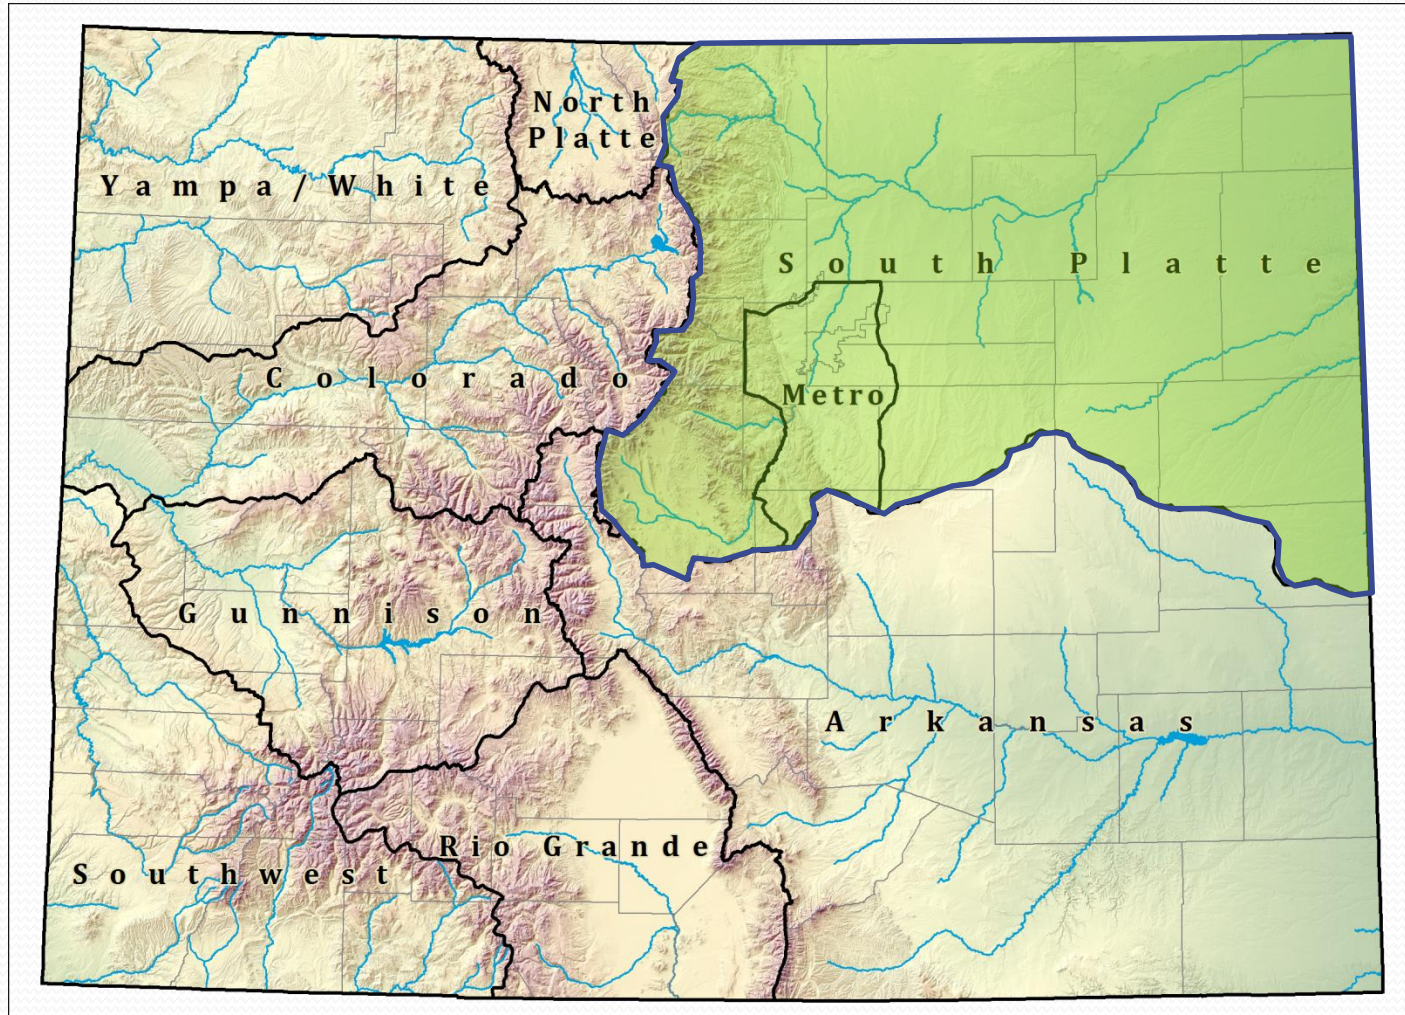 North
Platte
Yampa/White
South Platte
Colorado
Metro
Gunnison
Arkansas
Rio Grande
Southwest